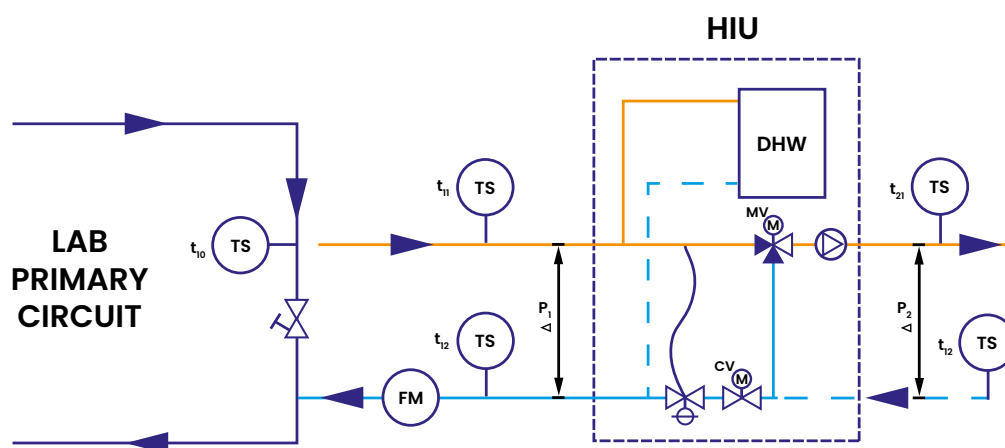 HIU
DHW
t₁₁
TS
t₂₁
TS
MV
M
t₁₀
TS
LAB
PRIMARY
CIRCUIT
Δ P₁
Δ P₂
t₁₂
TS
t₁₂
TS
CV
M
FM